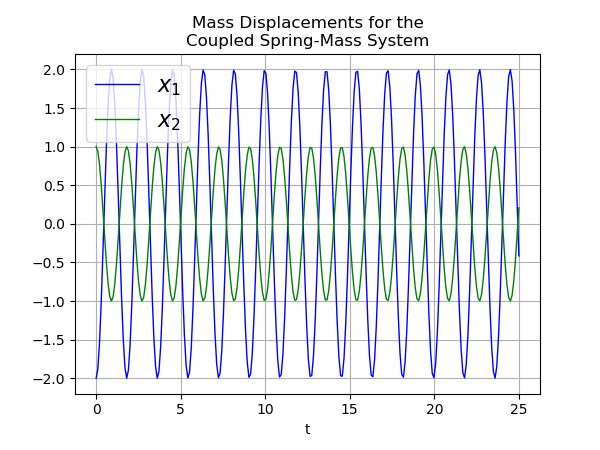 Mass Displacements for the
Coupled Spring-Mass System
x₁
x₂
2.0
1.5
1.0
0.5
0.0
−0.5
−1.0
−1.5
−2.0
0 5 10 15 20 25
t